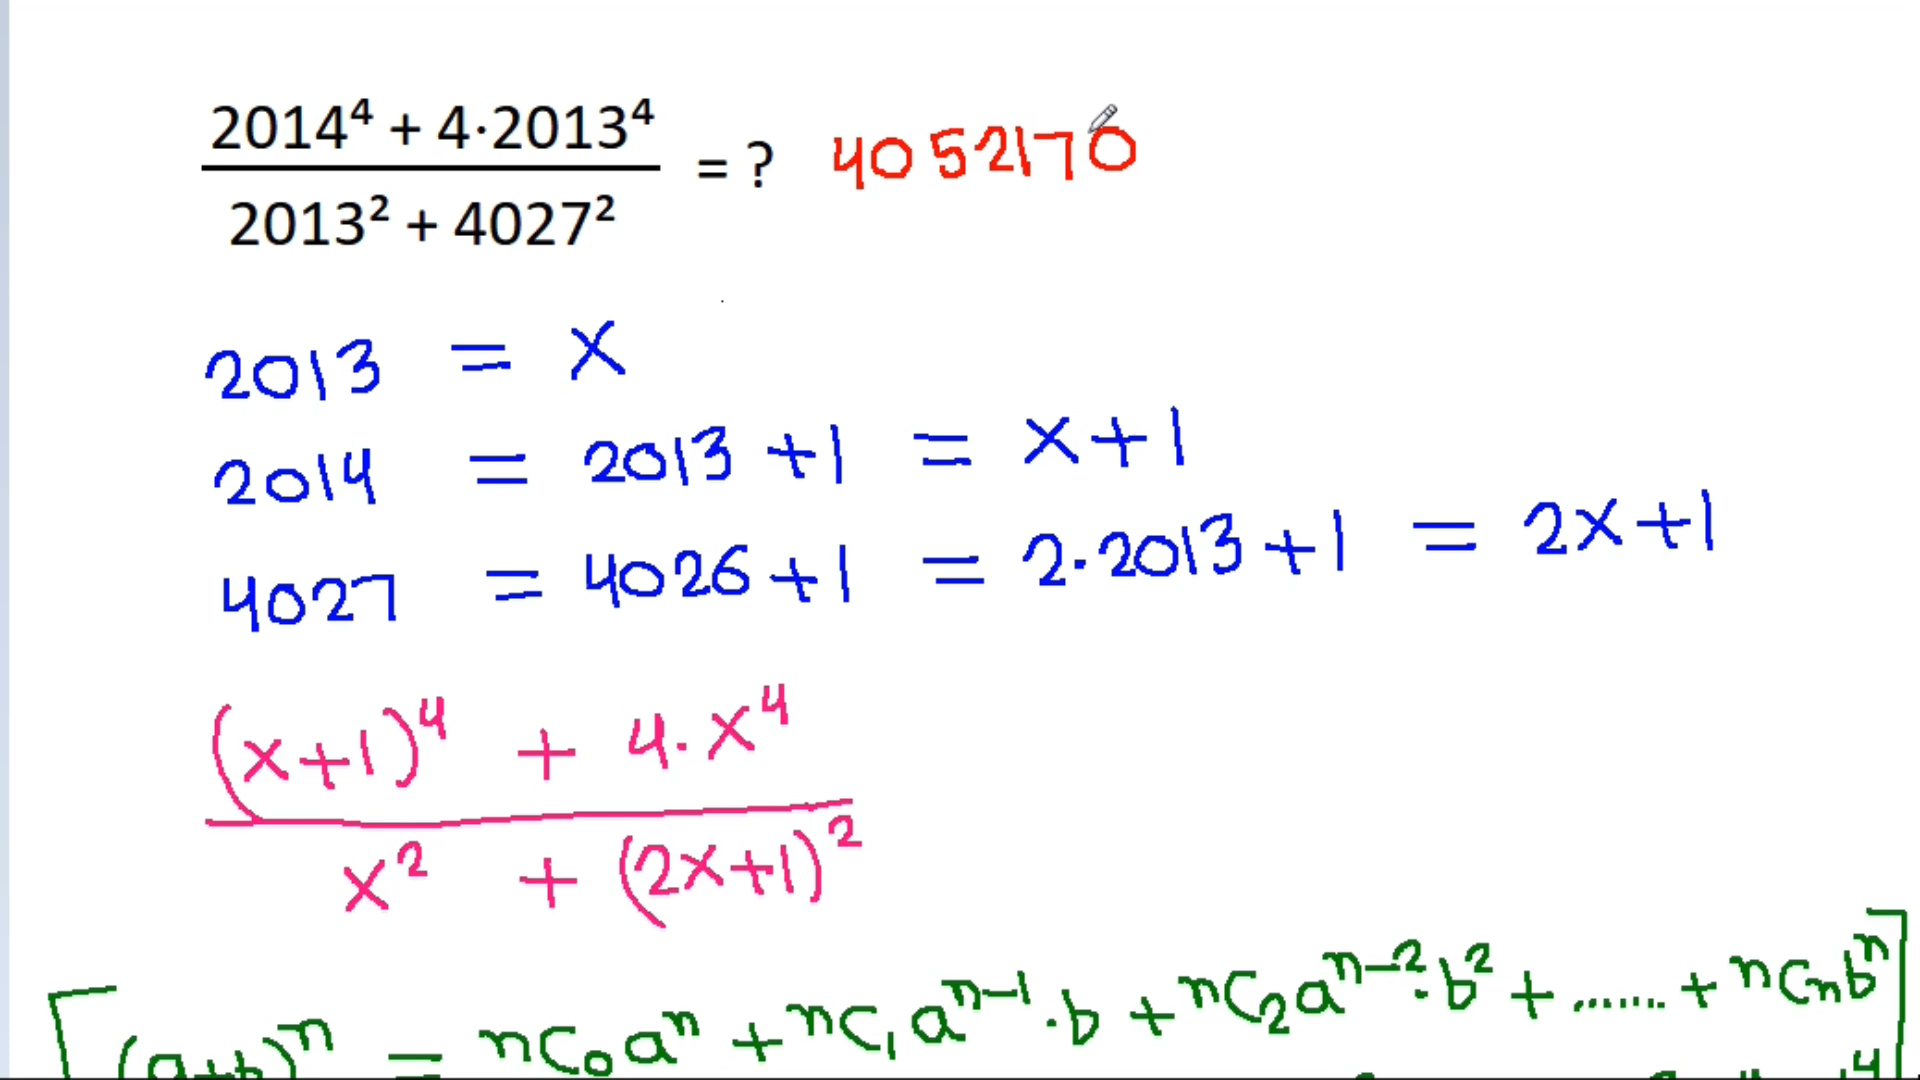 2014⁴ + 4·2013⁴
= ? 4052170
2013² + 4027²
2013 = x
2014 = 2013 + 1 = x + 1
4027 = 4026 + 1 = 2·2013 + 1 = 2x + 1
(x+1)⁴ + 4·x⁴
x² + (2x+1)²
[(a+b)ⁿ = nC₀aⁿ + nC₁aⁿ⁻¹·b + nC₂aⁿ⁻²·b² + ....... + nCₙbⁿ]